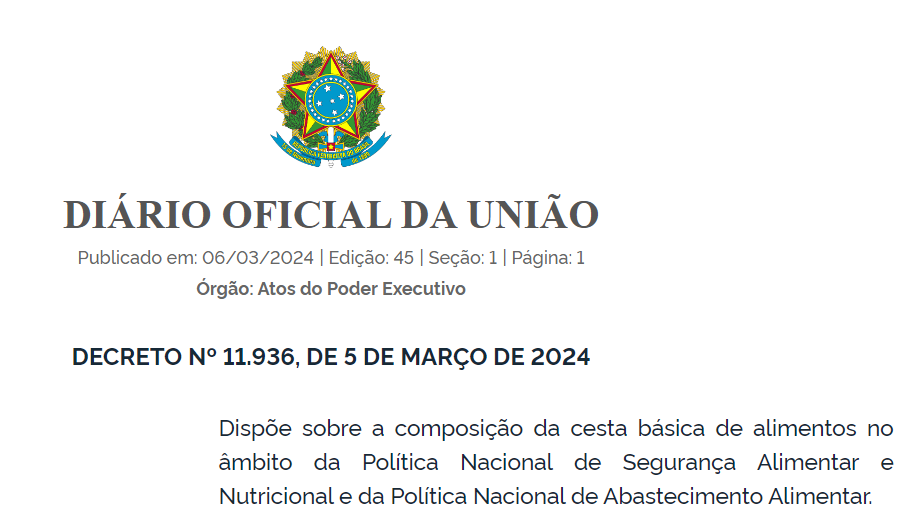 DIÁRIO OFICIAL DA UNIÃO
Publicado em: 06/03/2024 | Edição: 45 | Seção: 1 | Página: 1
Órgão: Atos do Poder Executivo
DECRETO Nº 11.936, DE 5 DE MARÇO DE 2024
Dispõe sobre a composição da cesta básica de alimentos no
âmbito da Política Nacional de Segurança Alimentar e
Nutricional e da Política Nacional de Abastecimento Alimentar.